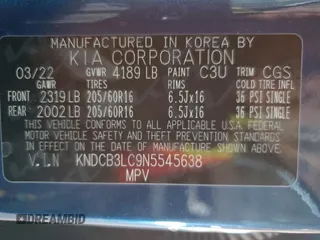 MANUFACTURED IN KOREA BY
KIA CORPORATION
03/22 GVWR 4189 LB PAINT C3U TRIM CGS
GAWR TIRES RIMS COLD TIRE INFL
FRONT 2319 LB 205/60R16 6.5Jx16 36 PSI SINGLE
REAR 2002 LB 205/60R16 6.5Jx16 36 PSI SINGLE
THIS VEHICLE CONFORMS TO ALL APPLICABLE U.S.A. FEDERAL
MOTOR VEHICLE SAFETY AND THEFT PREVENTION STANDARDS
IN EFFECT ON THE DATE OF MANUFACTURE SHOWN ABOVE.
V.I.N KNDCB3LC9N5545638
MPV
DREAMBID